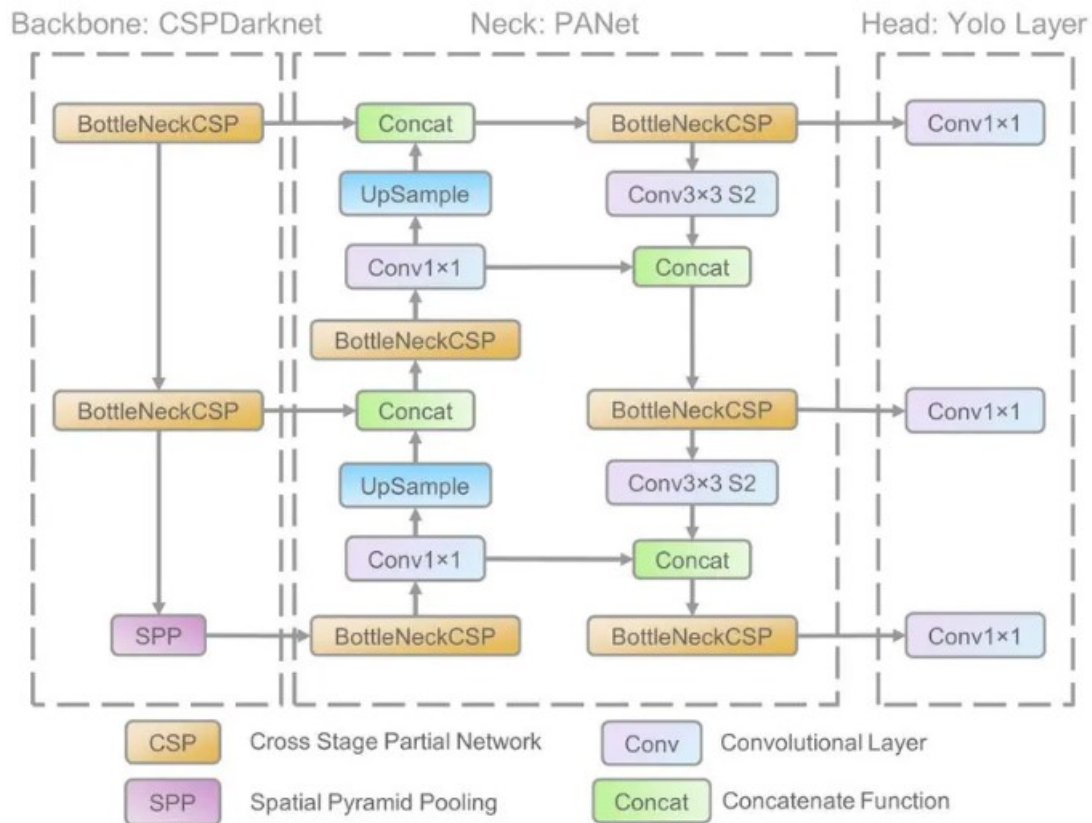 Backbone: CSPDarknet
Neck: PANet
Head: Yolo Layer
BottleNeckCSP
Concat
BottleNeckCSP
Conv1×1
UpSample
Conv3×3 S2
Conv1×1
Concat
BottleNeckCSP
BottleNeckCSP
Concat
BottleNeckCSP
Conv1×1
UpSample
Conv3×3 S2
Conv1×1
Concat
SPP
BottleNeckCSP
BottleNeckCSP
Conv1×1
CSP
Cross Stage Partial Network
Conv
Convolutional Layer
SPP
Spatial Pyramid Pooling
Concat
Concatenate Function